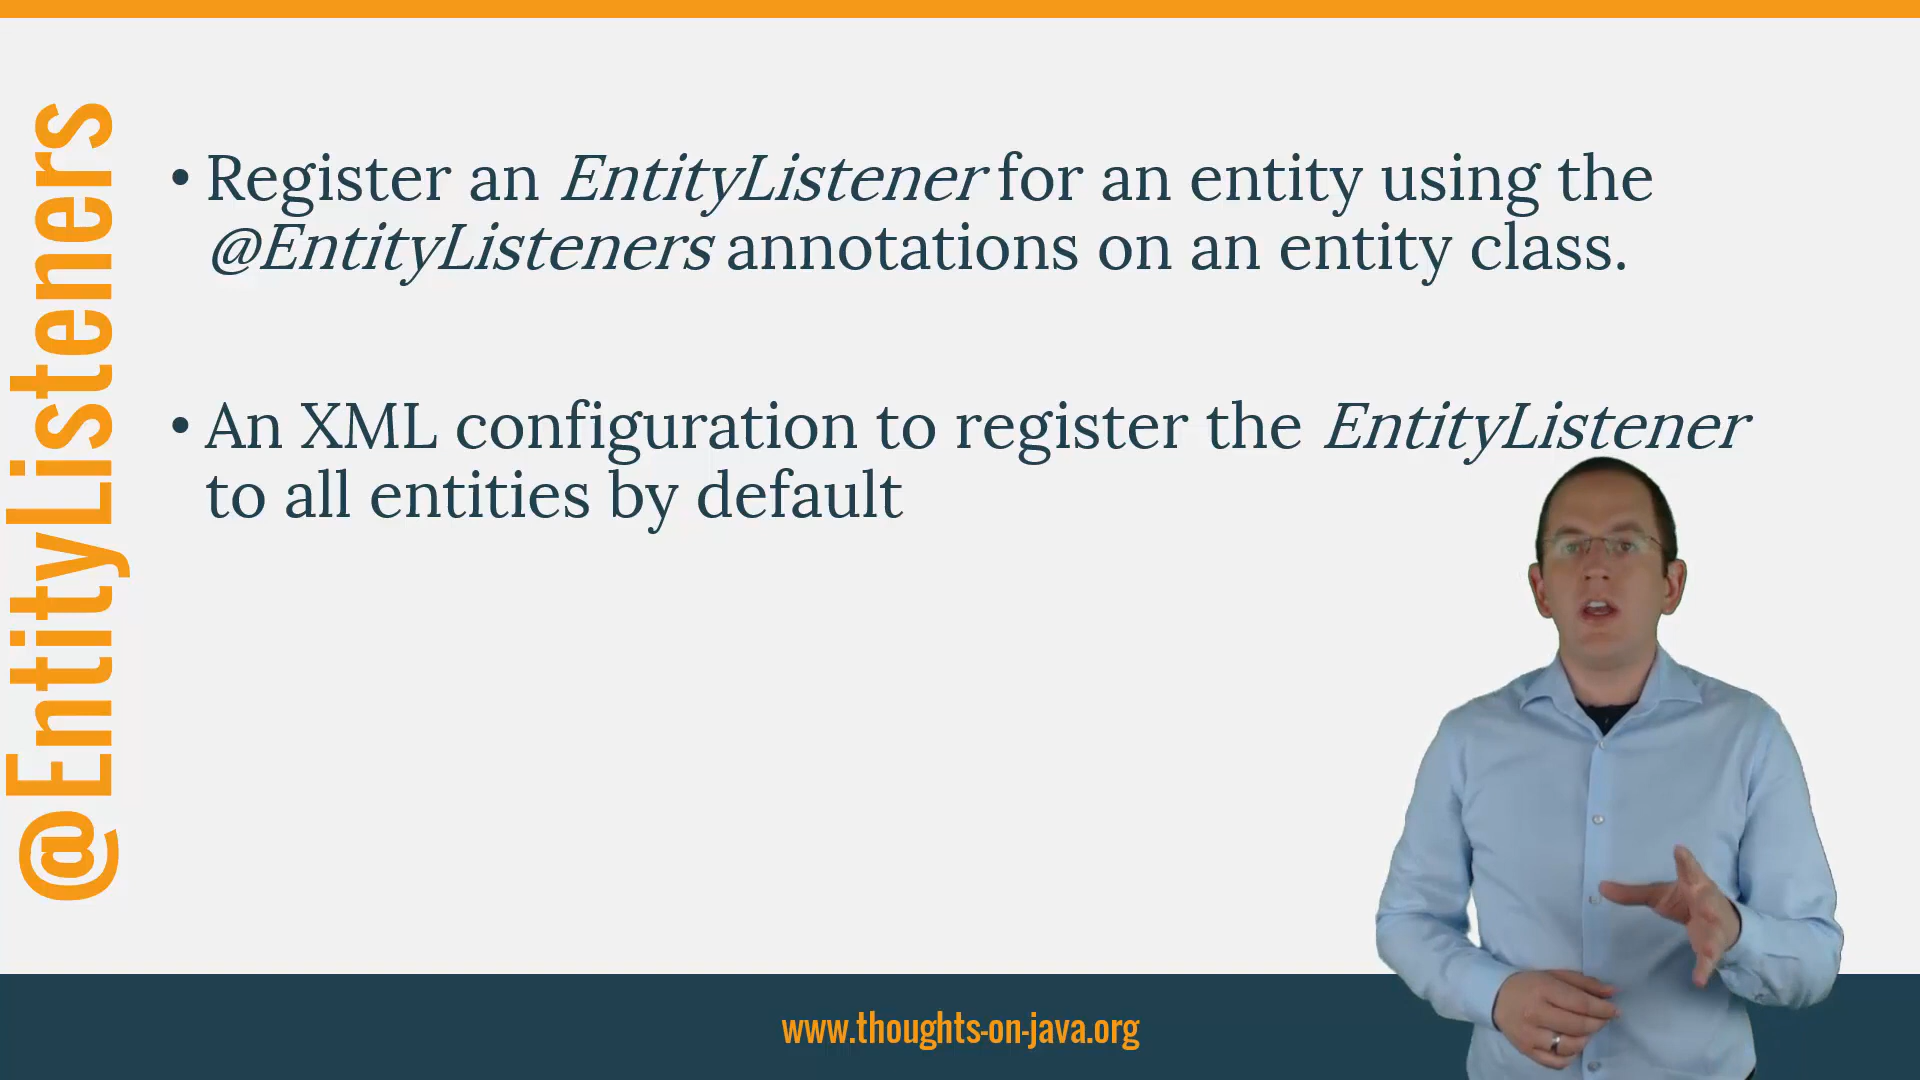 @EntityListeners
• Register an EntityListener for an entity using the
@EntityListeners annotations on an entity class.
• An XML configuration to register the EntityListener
to all entities by default
www.thoughts-on-java.org